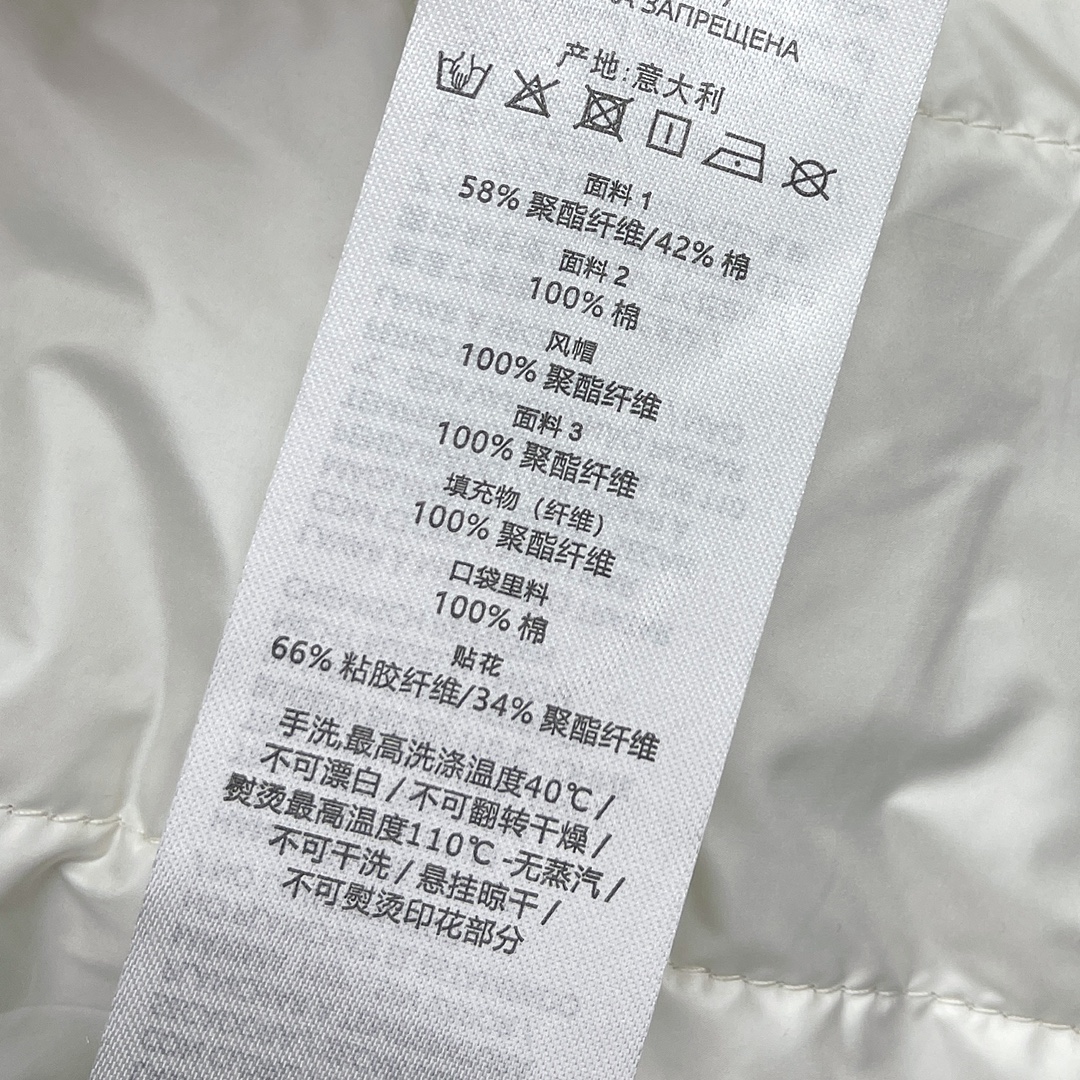 ЗАПРЕЩЕНА
产地:意大利
面料 1
58% 聚酯纤维/42% 棉
面料 2
100% 棉
风帽
100% 聚酯纤维
面料 3
100% 聚酯纤维
填充物（纤维）
100% 聚酯纤维
口袋里料
100% 棉
贴花
66% 粘胶纤维/34% 聚酯纤维
手洗,最高洗涤温度40℃ /
不可漂白 / 不可翻转干燥 /
熨烫最高温度110℃ -无蒸汽 /
不可干洗 / 悬挂晾干 /
不可熨烫印花部分